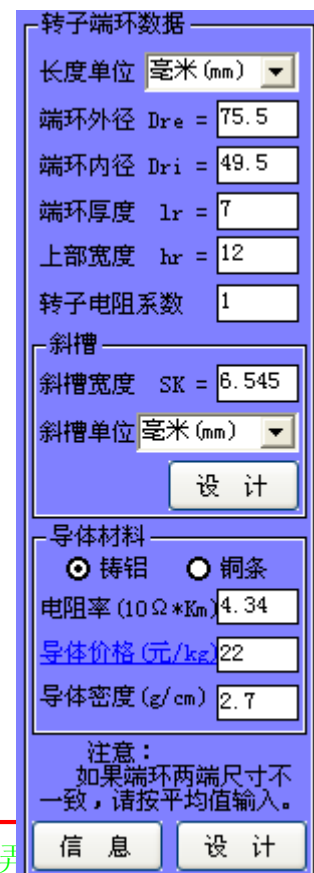 转子端环数据
长度单位 毫米(mm)
端环外径 Dre = 75.5
端环内径 Dri = 49.5
端环厚度 lr = 7
上部宽度 hr = 12
转子电阻系数 1
斜槽
斜槽宽度 SK = 6.545
斜槽单位 毫米(mm)
设 计
导体材料
铸铝 铜条
电阻率(10Ω*Km) 4.34
导体价格(元/kg) 22
导体密度(g/cm) 2.7
注意：
如果端环两端尺寸不
一致，请按平均值输入。
信 息 设 计